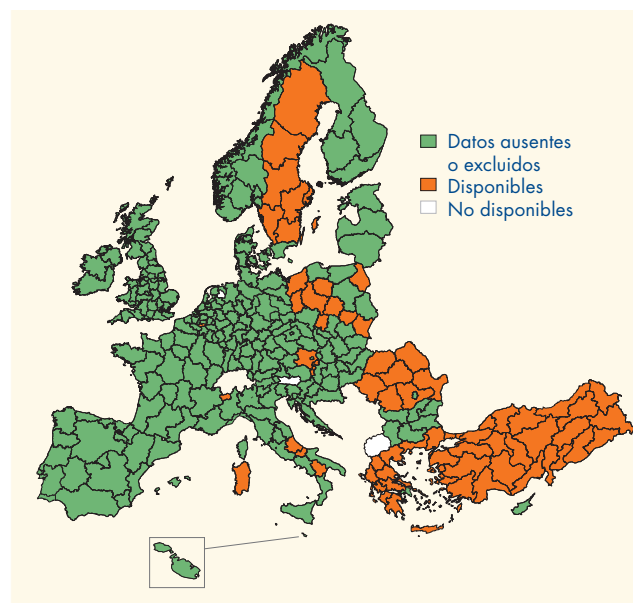 Datos ausentes
o excluidos
Disponibles
No disponibles